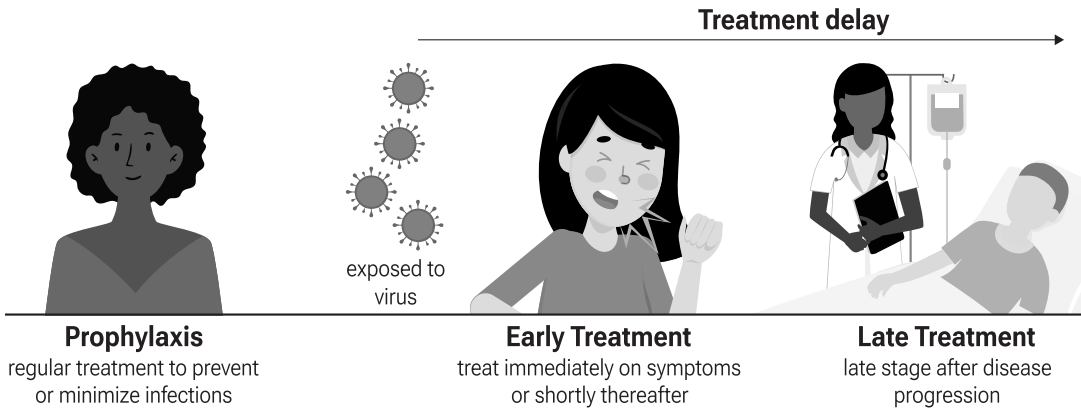 Treatment delay
exposed to
virus
Prophylaxis
regular treatment to prevent
or minimize infections
Early Treatment
treat immediately on symptoms
or shortly thereafter
Late Treatment
late stage after disease
progression